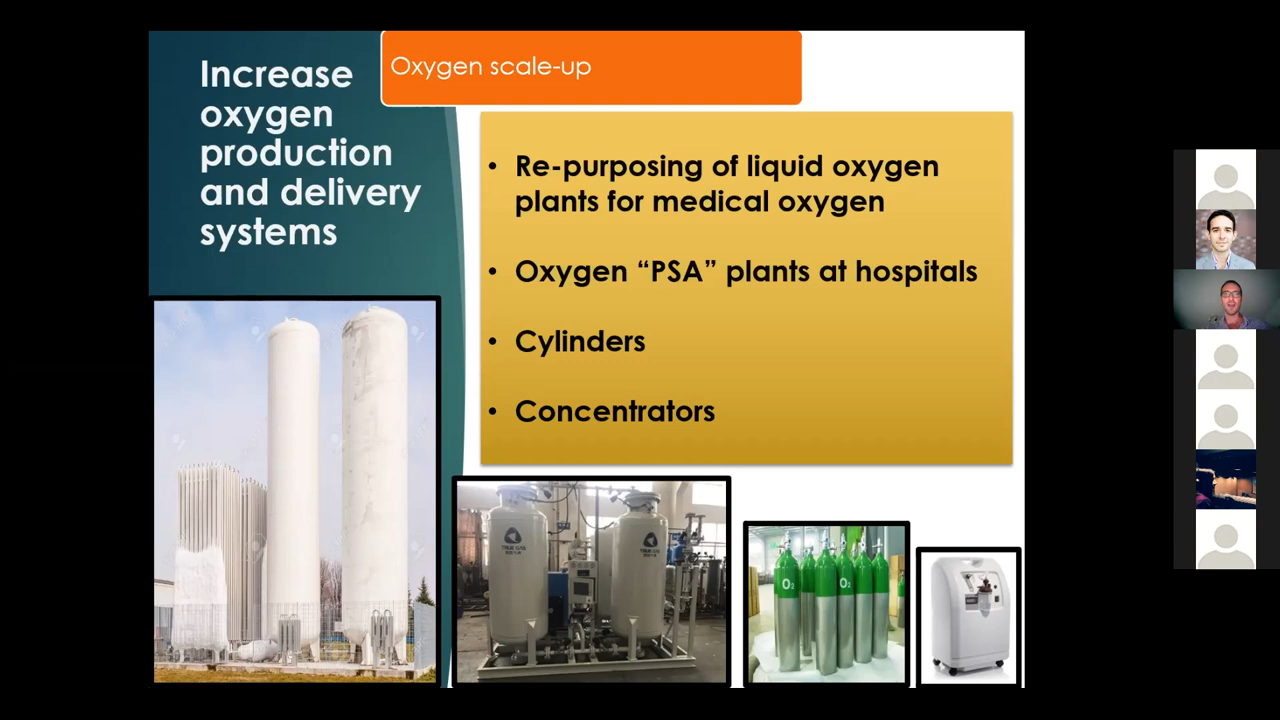 Increase
oxygen
production
and delivery
systems
Oxygen scale-up
• Re-purposing of liquid oxygen
plants for medical oxygen
• Oxygen “PSA” plants at hospitals
• Cylinders
• Concentrators
O2
O2